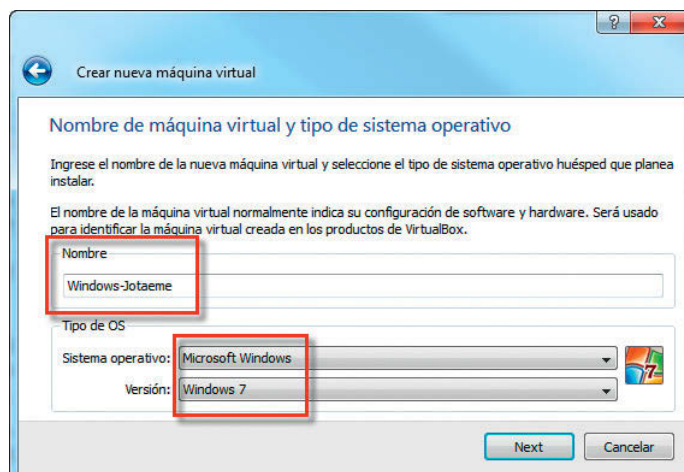 ?
X
Crear nueva máquina virtual
Nombre de máquina virtual y tipo de sistema operativo
Ingrese el nombre de la nueva máquina virtual y seleccione el tipo de sistema operativo huésped que planea
instalar.
El nombre de la máquina virtual normalmente indica su configuración de software y hardware. Será usado
para identificar la máquina virtual creada en los productos de VirtualBox.
Nombre
Windows-Jotaeme
Tipo de OS
Sistema operativo: Microsoft Windows
7
Versión: Windows 7
Next Cancelar